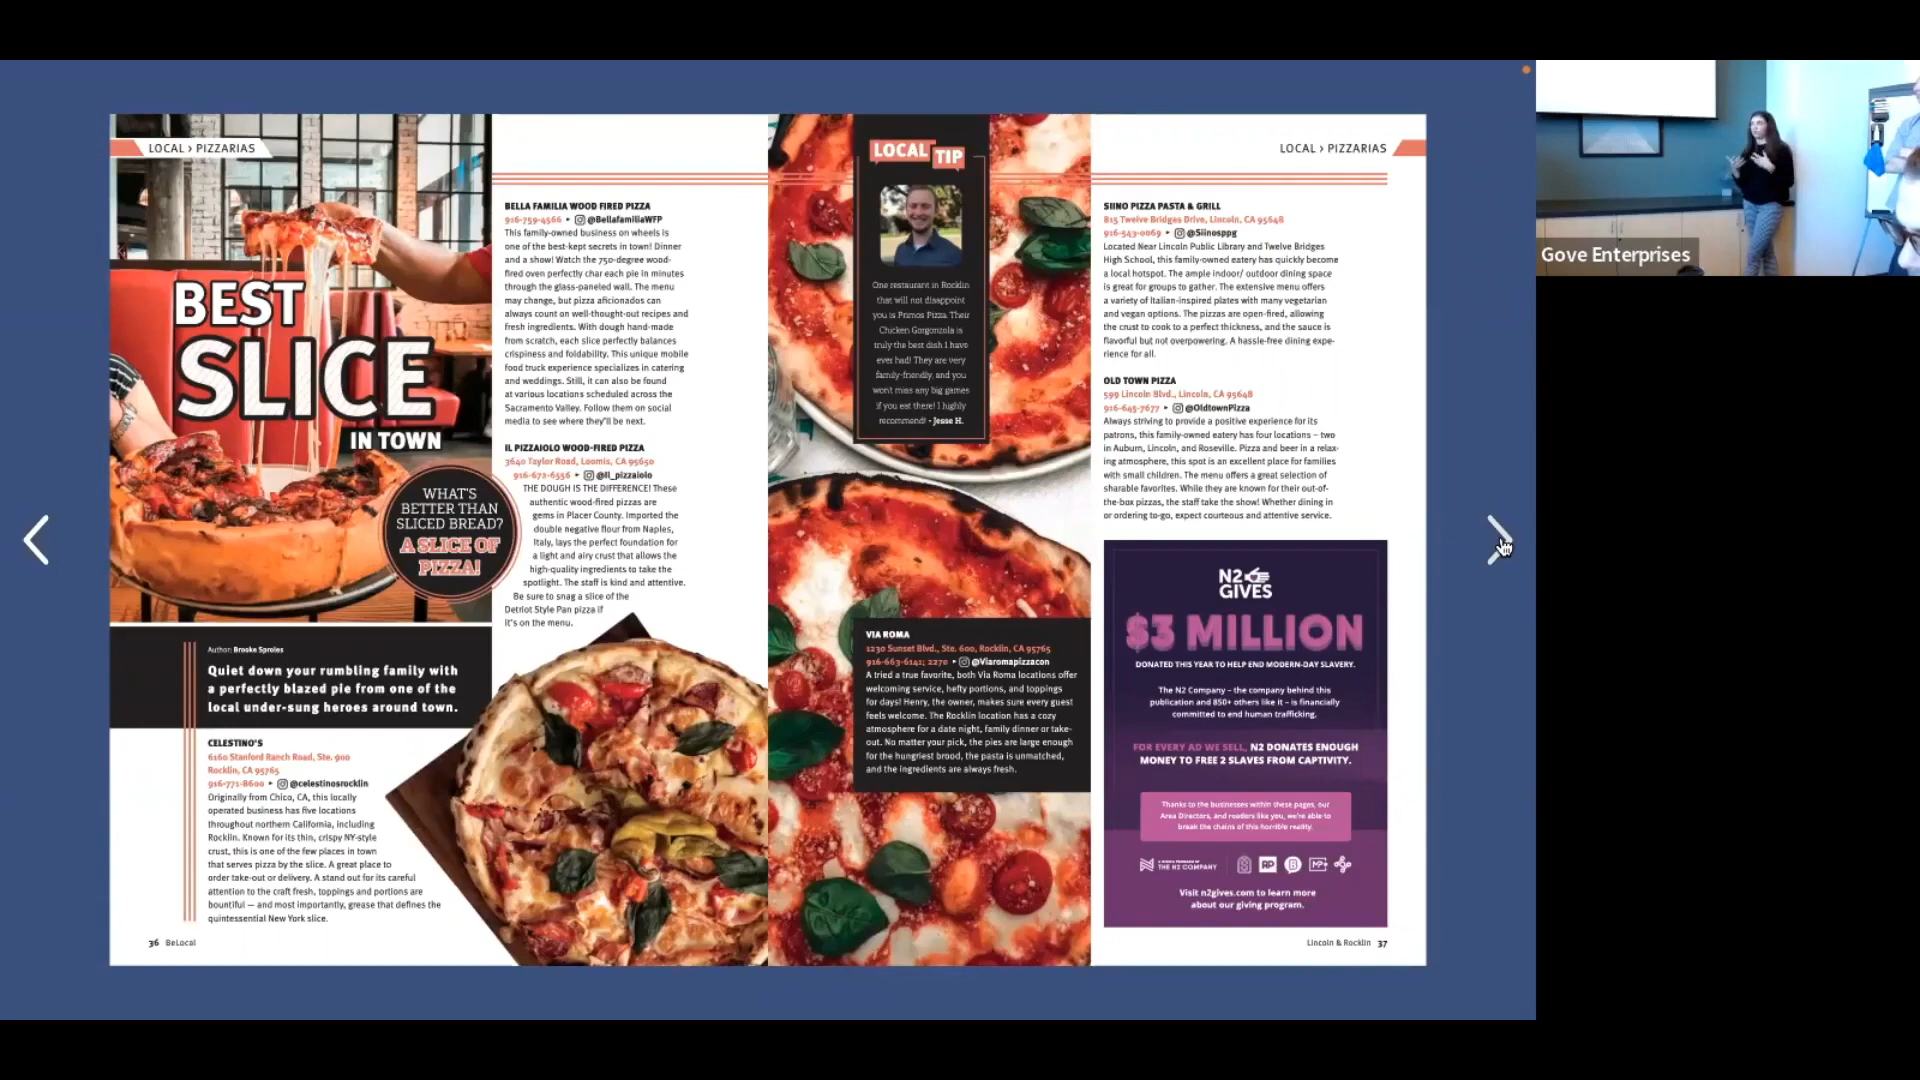 LOCAL > PIZZARIAS
BEST
SLICE
IN TOWN
WHAT'S
BETTER THAN
SLICED BREAD?
A SLICE OF
PIZZA!
Author: Brooke Sproles
Quiet down your rumbling family with
a perfectly blazed pie from one of the
local under-sung heroes around town.
CELESTINO'S
6160 Stanford Ranch Road, Ste. 900
Rocklin, CA 95765
916-771-8600 • @celestinosrocklin
Originally from Chico, CA, this locally
operated business has five locations
throughout northern California, including
Rocklin. Known for its thin, crispy NY-style
crust, this is one of the few places in town
that serves pizza by the slice. A great place to
order take-out or delivery. A stand out for its careful
attention to the craft fresh, toppings and portions are
bountiful — and most importantly, grease that defines the
quintessential New York slice.
36 BeLocal
BELLA FAMILIA WOOD FIRED PIZZA
916-759-4566 • @BellafamiliaWFP
This family-owned business on wheels is
one of the best-kept secrets in town! Dinner
and a show! Watch the 750-degree wood-
fired oven perfectly char each pie in minutes
through the glass-paneled wall. The menu
may change, but pizza aficionados can
always count on well-thought-out recipes and
fresh ingredients. With dough hand-made
from scratch, each slice perfectly balances
crispiness and foldability. This unique mobile
food truck experience specializes in catering
and weddings. Still, it can also be found
at various locations scheduled across the
Sacramento Valley. Follow them on social
media to see where they'll be next.
IL PIZZAIOLO WOOD-FIRED PIZZA
3640 Taylor Road, Loomis, CA 95650
916-672-6556 • @Il_pizzaiolo
THE DOUGH IS THE DIFFERENCE! These
authentic wood-fired pizzas are
gems in Placer County. Imported the
double negative flour from Naples,
Italy, lays the perfect foundation for
a light and airy crust that allows the
high-quality ingredients to take the
spotlight. The staff is kind and attentive.
Be sure to snag a slice of the
Detriot Style Pan pizza if
it's on the menu.
LOCAL TIP
One restaurant in Rocklin
that will not disappoint
you is Primos Pizza. Their
Chicken Gorgonzola is
truly the best dish I have
ever had! They are very
family-friendly, and you
won't miss any big games
if you eat there! I highly
recommend! - Jesse H.
VIA ROMA
1230 Sunset Blvd., Ste. 600, Rocklin, CA 95765
916-663-6141; 2270 • @Viaromapizzacon
A tried a true favorite, both Via Roma locations offer
welcoming service, hefty portions, and toppings
for days! Henry, the owner, makes sure every guest
feels welcome. The Rocklin location has a cozy
atmosphere for a date night, family dinner or take-
out. No matter your pick, the pies are large enough
for the hungriest brood, the pasta is unmatched,
and the ingredients are always fresh.
LOCAL > PIZZARIAS
SIINO PIZZA PASTA & GRILL
815 Twelve Bridges Drive, Lincoln, CA 95648
916-543-0069 • @Siinosppg
Located Near Lincoln Public Library and Twelve Bridges
High School, this family-owned eatery has quickly become
a local hotspot. The ample indoor/ outdoor dining space
is great for groups to gather. The extensive menu offers
a variety of Italian-inspired plates with many vegetarian
and vegan options. The pizzas are open-fired, allowing
the crust to cook to a perfect thickness, and the sauce is
flavorful but not overpowering. A hassle-free dining expe-
rience for all.
OLD TOWN PIZZA
599 Lincoln Blvd., Lincoln, CA 95648
916-645-7677 • @OldtownPizza
Always striving to provide a positive experience for its
patrons, this family-owned eatery has four locations – two
in Auburn, Lincoln, and Roseville. Pizza and beer in a relax-
ing atmosphere, this spot is an excellent place for families
with small children. The menu offers a great selection of
sharable favorites. While they are known for their out-of-
the-box pizzas, the staff take the show! Whether dining in
or ordering to-go, expect courteous and attentive service.
N2
GIVES
$3 MILLION
DONATED THIS YEAR TO HELP END MODERN-DAY SLAVERY.
The N2 Company – the company behind this
publication and 850+ others like it – is financially
committed to end human trafficking.
FOR EVERY AD WE SELL, N2 DONATES ENOUGH
MONEY TO FREE 2 SLAVES FROM CAPTIVITY.
Thanks to the businesses within these pages, our
Area Directors, and readers like you, we're able to
break the chains of this horrible reality.
THE N2 COMPANY
RP
B
Visit n2gives.com to learn more
about our giving program.
Lincoln & Rocklin 37
Gove Enterprises